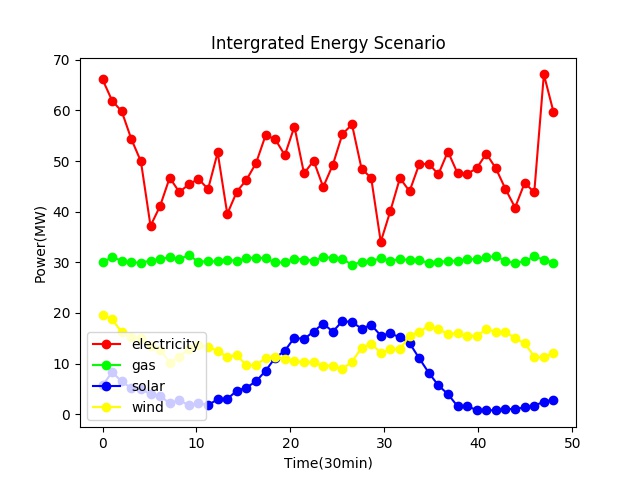 Intergrated Energy Scenario
Power(MW)
70
60
50
40
30
20
10
0
electricity
gas
solar
wind
0 10 20 30 40 50
Time(30min)